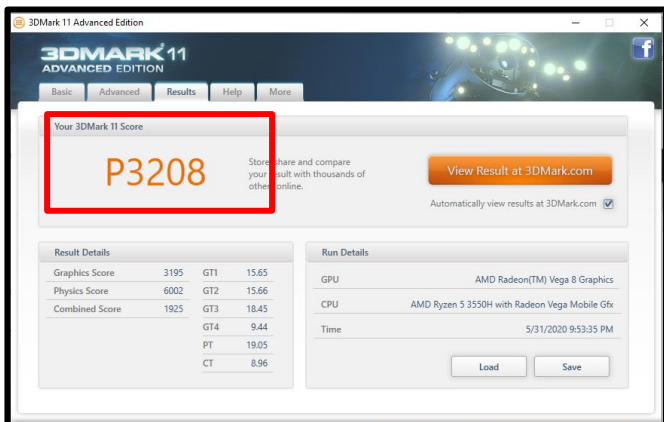 3DMark 11 Advanced Edition
3DMARK 11
ADVANCED EDITION
f
Basic Advanced Results Help More
Your 3DMark 11 Score
P3208
Store, share and compare
your result with thousands of
others online.
View Result at 3DMark.com
Automatically view results at 3DMark.com
Result Details
Graphics Score 3195 GT1 15.65
Physics Score 6002 GT2 15.66
Combined Score 1925 GT3 18.45
GT4 9.44
PT 19.05
CT 8.96
Run Details
GPU AMD Radeon(TM) Vega 8 Graphics
CPU AMD Ryzen 5 3550H with Radeon Vega Mobile Gfx
Time 5/31/2020 9:53:35 PM
Load Save